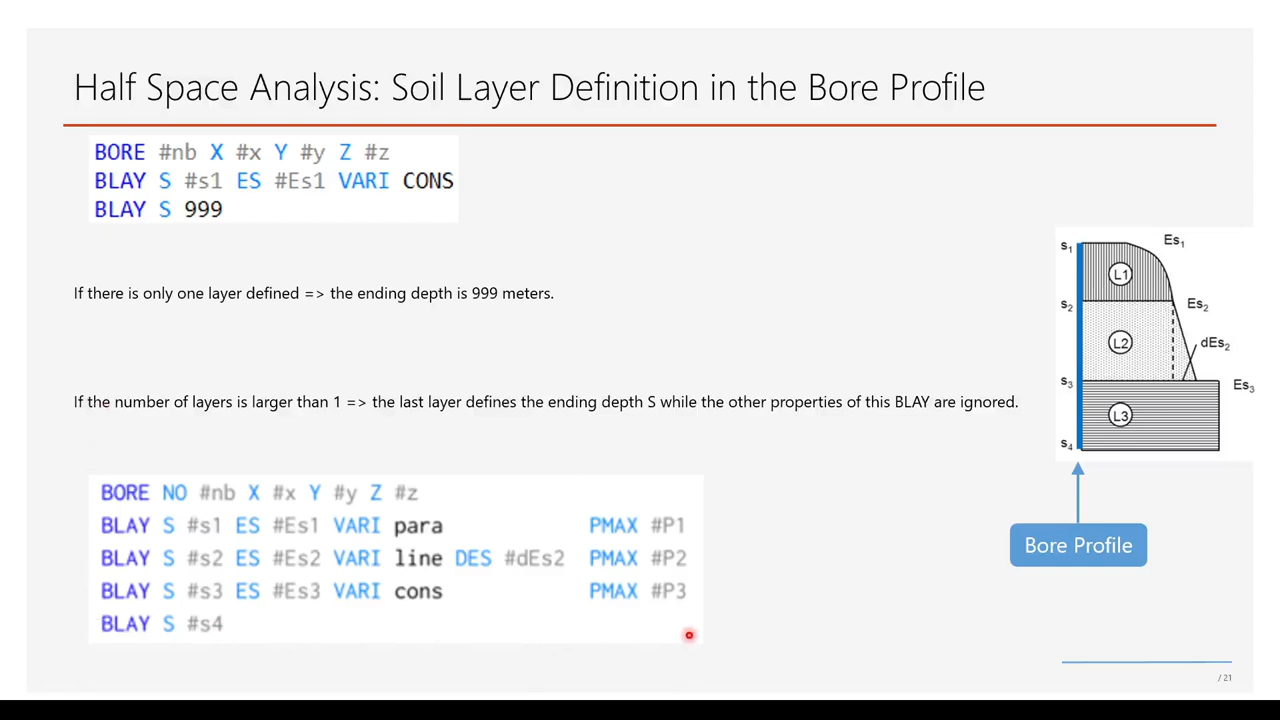 Half Space Analysis: Soil Layer Definition in the Bore Profile
BORE #nb X #x Y #y Z #z
BLAY S #s1 ES #Es1 VARI CONS
BLAY S 999
If there is only one layer defined => the ending depth is 999 meters.
If the number of layers is larger than 1 => the last layer defines the ending depth S while the other properties of this BLAY are ignored.
BORE NO #nb X #x Y #y Z #z
BLAY S #s1 ES #Es1 VARI para PMAX #P1
BLAY S #s2 ES #Es2 VARI line DES #dEs2 PMAX #P2
BLAY S #s3 ES #Es3 VARI cons PMAX #P3
BLAY S #s4
s1 Es1
L1
s2 Es2
L2 dEs2
s3 Es3
L3
s4
Bore Profile
/ 21